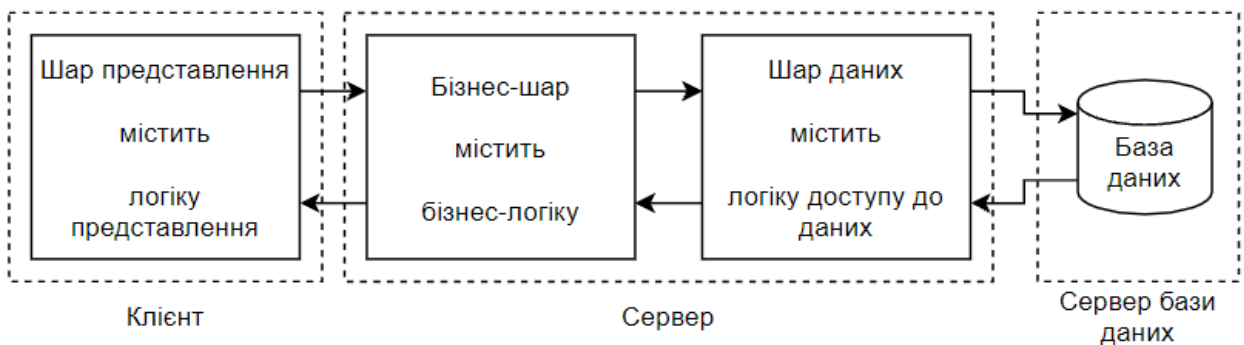 Шар представлення
містить
логіку
представлення
Бізнес-шар
містить
бізнес-логіку
Шар даних
містить
логіку доступу до
даних
База
даних
Клієнт
Сервер
Сервер бази
даних